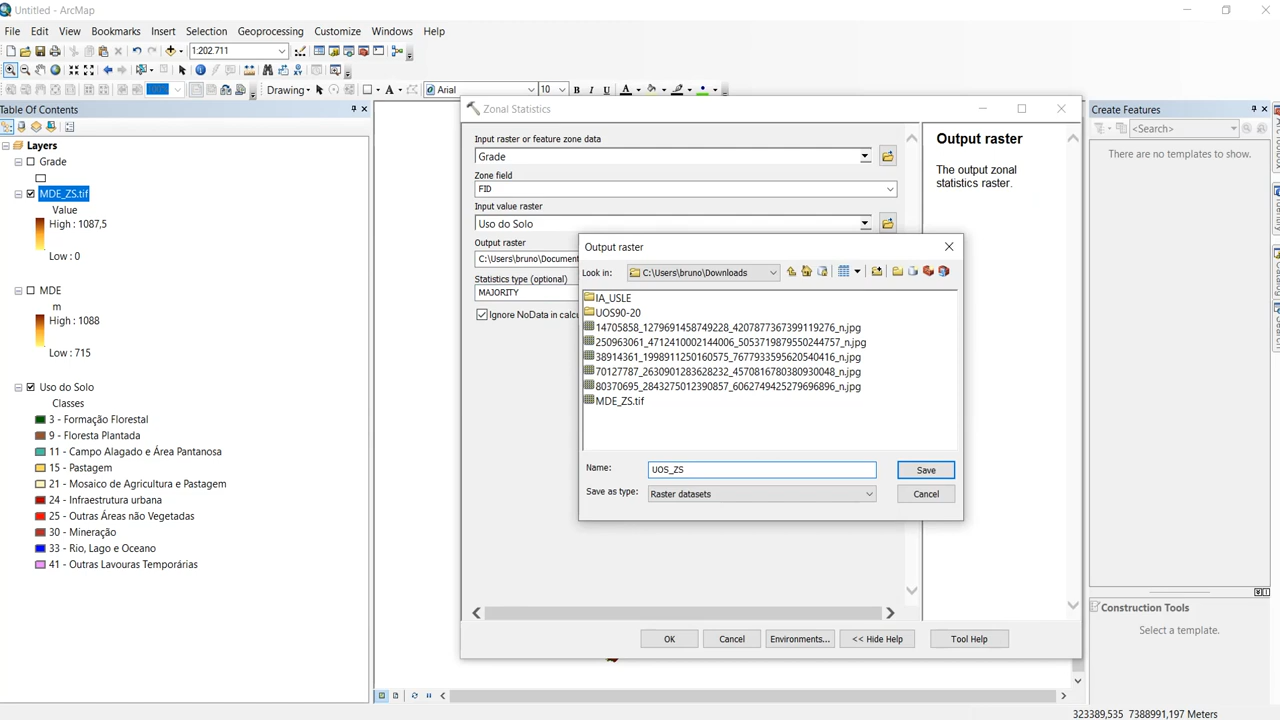 Untitled - ArcMap
File Edit View Bookmarks Insert Selection Geoprocessing Customize Windows Help
1:202.711
100%
Drawing
Arial
10
B I U A
Table Of Contents
Layers
Grade
MDE_ZS.tif
Value
High : 1087,5
Low : 0
MDE
m
High : 1088
Low : 715
Uso do Solo
Classes
3 - Formação Florestal
9 - Floresta Plantada
11 - Campo Alagado e Área Pantanosa
15 - Pastagem
21 - Mosaico de Agricultura e Pastagem
24 - Infraestrutura urbana
25 - Outras Áreas não Vegetadas
30 - Mineração
33 - Rio, Lago e Oceano
41 - Outras Lavouras Temporárias
Zonal Statistics
Input raster or feature zone data
Grade
Zone field
FID
Input value raster
Uso do Solo
Output raster
C:\Users\bruno\Document
Statistics type (optional)
MAJORITY
Ignore NoData in calcu
Output raster
Look in:
C:\Users\bruno\Downloads
IA_USLE
UOS90-20
14705858_1279691458749228_4207877367399119276_n.jpg
250963061_4712410002144006_5053719879550244757_n.jpg
38914361_1998911250160575_7677933595620540416_n.jpg
70127787_2630901283628232_4570816780380930048_n.jpg
80370695_2843275012390857_6062749425279696896_n.jpg
MDE_ZS.tif
Name:
UOS_ZS
Save
Save as type:
Raster datasets
Cancel
OK
Cancel
Environments...
<< Hide Help
Tool Help
Output raster
The output zonal
statistics raster.
Create Features
<Search>
There are no templates to show.
Construction Tools
Select a template.
323389,535 7388991,197 Meters